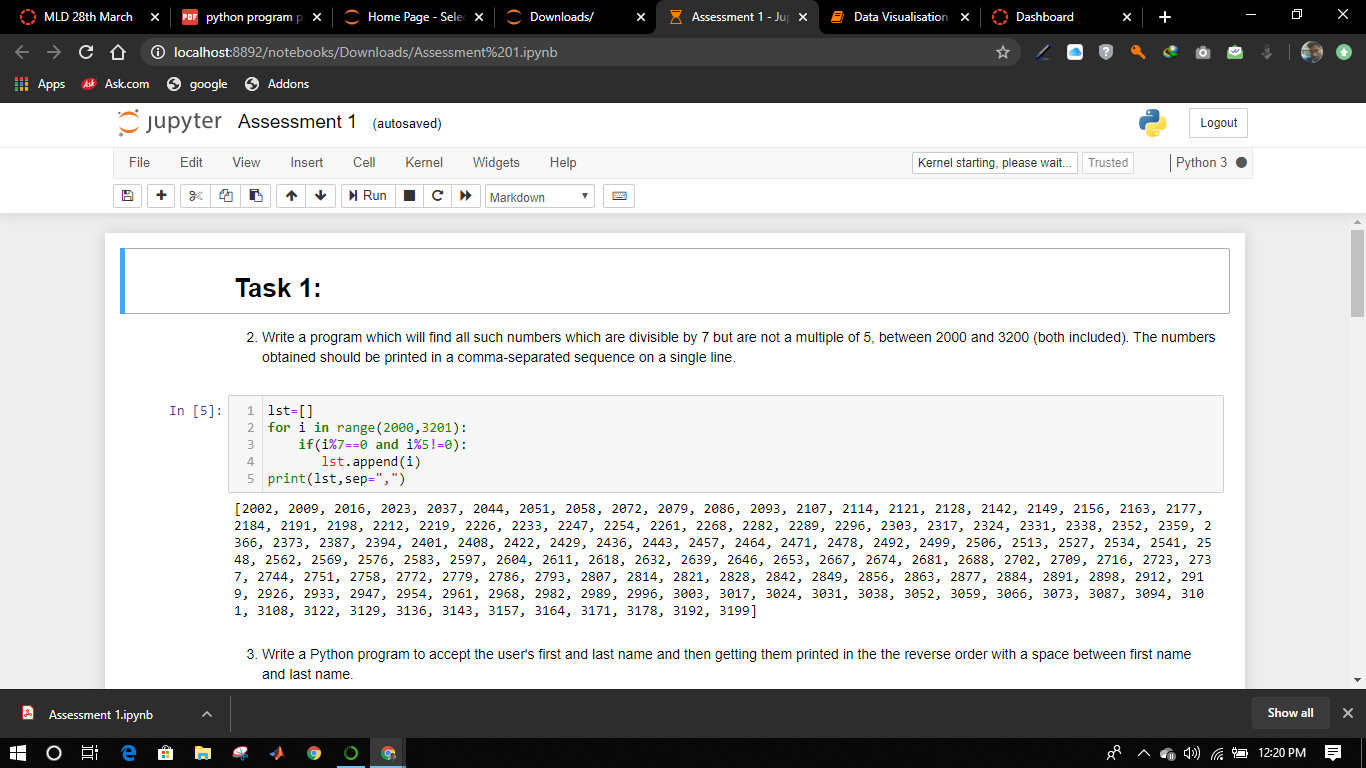 MLD 28th March
python program p
Home Page - Sele
Downloads/
Assessment 1 - Ju
Data Visualisation
Dashboard
localhost:8892/notebooks/Downloads/Assessment%201.ipynb
Apps
Ask Ask.com
google
Addons
jupyter Assessment 1 (autosaved)
Logout
File Edit View Insert Cell Kernel Widgets Help
Kernel starting, please wait... Trusted Python 3
Run
Markdown
Task 1:
2. Write a program which will find all such numbers which are divisible by 7 but are not a multiple of 5, between 2000 and 3200 (both included). The numbers
obtained should be printed in a comma-separated sequence on a single line.
In [5]:
1 lst=[]
2 for i in range(2000,3201):
3     if(i%7==0 and i%5!=0):
4        lst.append(i)
5 print(lst,sep=",")
[2002, 2009, 2016, 2023, 2037, 2044, 2051, 2058, 2072, 2079, 2086, 2093, 2107, 2114, 2121, 2128, 2142, 2149, 2156, 2163, 2177,
2184, 2191, 2198, 2212, 2219, 2226, 2233, 2247, 2254, 2261, 2268, 2282, 2289, 2296, 2303, 2317, 2324, 2331, 2338, 2352, 2359, 2
366, 2373, 2387, 2394, 2401, 2408, 2422, 2429, 2436, 2443, 2457, 2464, 2471, 2478, 2492, 2499, 2506, 2513, 2527, 2534, 2541, 25
48, 2562, 2569, 2576, 2583, 2597, 2604, 2611, 2618, 2632, 2639, 2646, 2653, 2667, 2674, 2681, 2688, 2702, 2709, 2716, 2723, 273
7, 2744, 2751, 2758, 2772, 2779, 2786, 2793, 2807, 2814, 2821, 2828, 2842, 2849, 2856, 2863, 2877, 2884, 2891, 2898, 2912, 291
9, 2926, 2933, 2947, 2954, 2961, 2968, 2982, 2989, 2996, 3003, 3017, 3024, 3031, 3038, 3052, 3059, 3066, 3073, 3087, 3094, 310
1, 3108, 3122, 3129, 3136, 3143, 3157, 3164, 3171, 3178, 3192, 3199]
3. Write a Python program to accept the user's first and last name and then getting them printed in the the reverse order with a space between first name
and last name.
Assessment 1.ipynb
Show all
12:20 PM